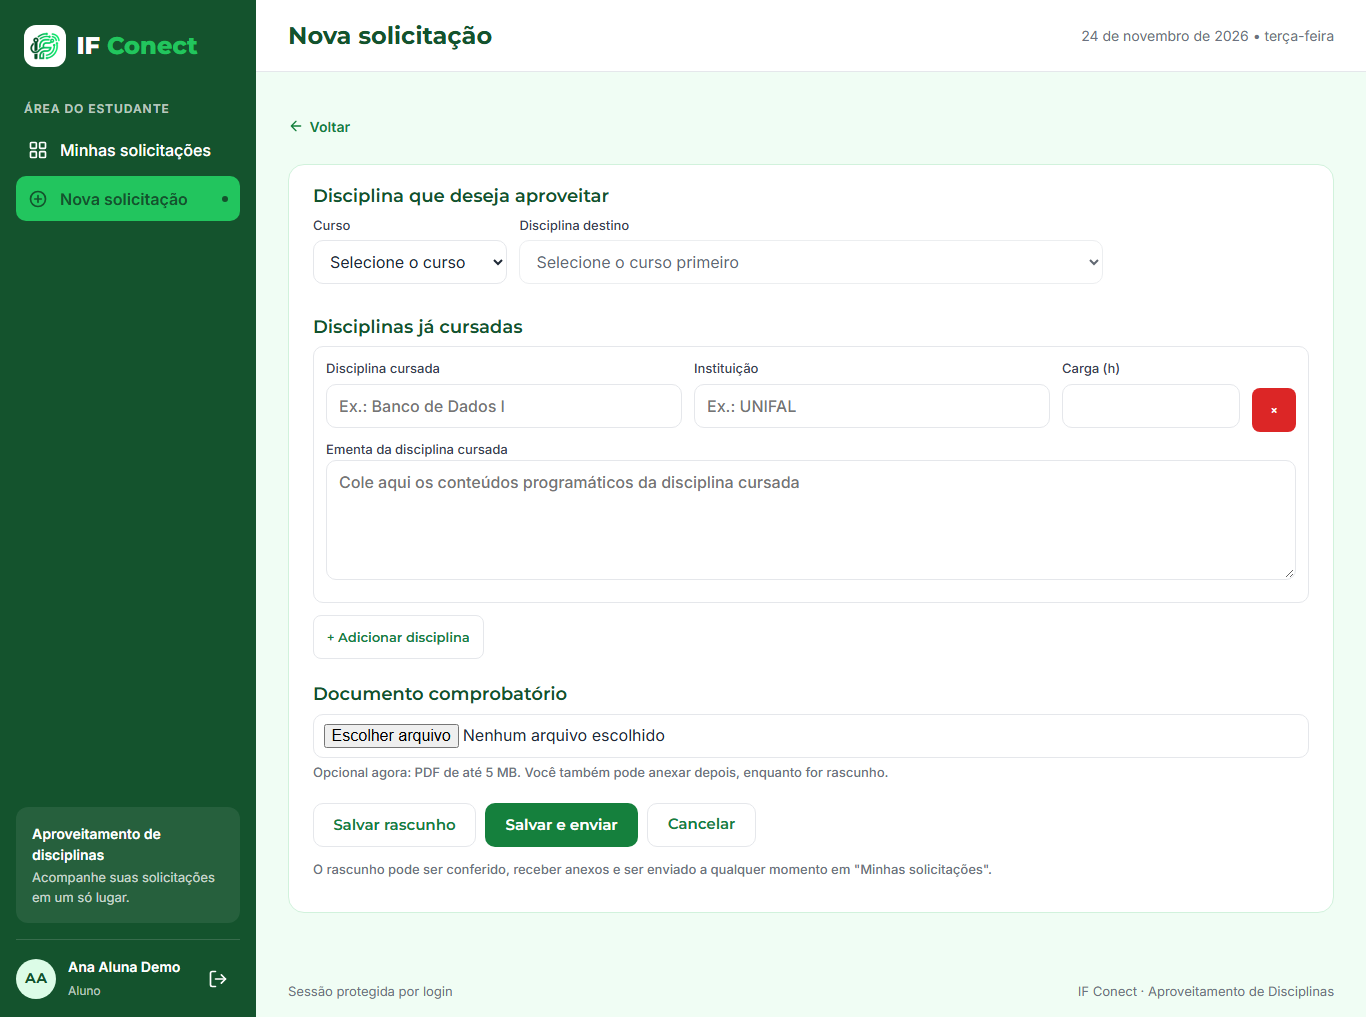 IF Conect
ÁREA DO ESTUDANTE
Minhas solicitações
Nova solicitação
Aproveitamento de
disciplinas
Acompanhe suas solicitações
em um só lugar.
AA
Ana Aluna Demo
Aluno
Nova solicitação
24 de novembro de 2026 • terça-feira
← Voltar
Disciplina que deseja aproveitar
Curso
Disciplina destino
Selecione o curso
Selecione o curso primeiro
Disciplinas já cursadas
Disciplina cursada
Instituição
Carga (h)
Ex.: Banco de Dados I
Ex.: UNIFAL
×
Ementa da disciplina cursada
Cole aqui os conteúdos programáticos da disciplina cursada
+ Adicionar disciplina
Documento comprobatório
Escolher arquivo Nenhum arquivo escolhido
Opcional agora: PDF de até 5 MB. Você também pode anexar depois, enquanto for rascunho.
Salvar rascunho
Salvar e enviar
Cancelar
O rascunho pode ser conferido, receber anexos e ser enviado a qualquer momento em "Minhas solicitações".
Sessão protegida por login
IF Conect · Aproveitamento de Disciplinas